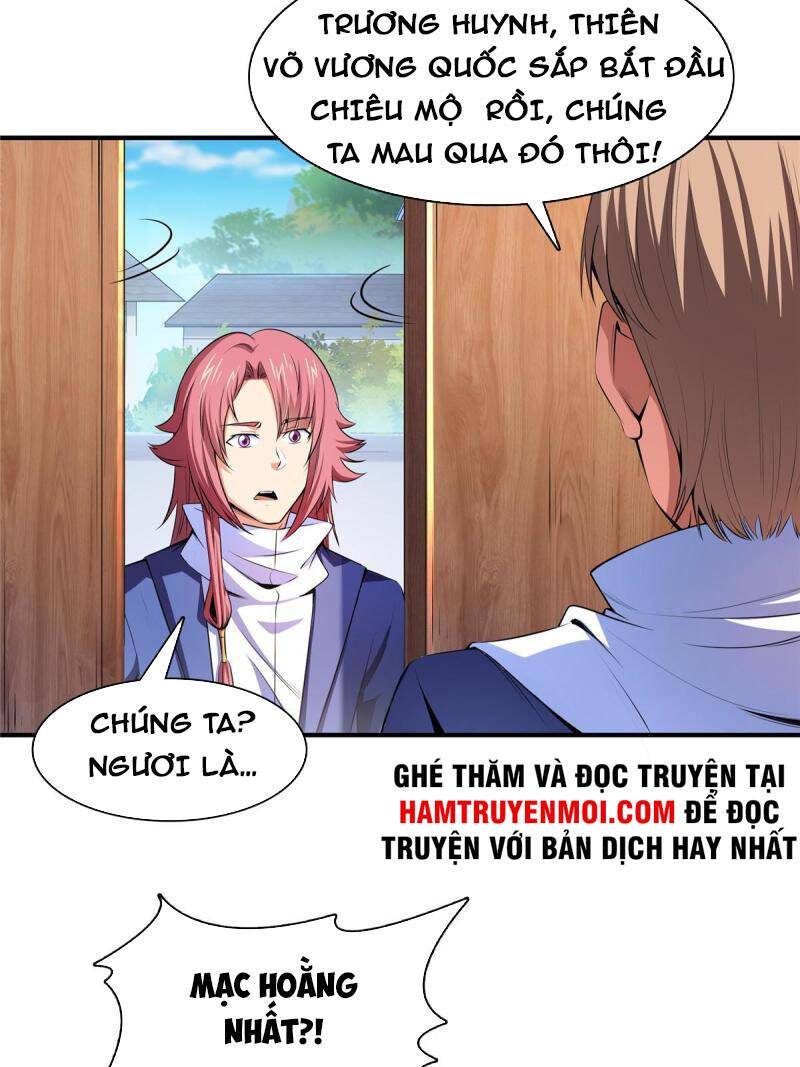 TRƯƠNG HUYNH, THIÊN
VÕ VƯƠNG QUỐC SẮP BẮT ĐẦU
CHIÊU MỘ RỒI, CHÚNG
TA MAU QUA ĐÓ THÔI!
CHÚNG TA?
NGƯƠI LÀ...
GHÉ THĂM VÀ ĐỌC TRUYỆN TẠI
HAMTRUYENMOI.COM ĐỂ ĐỌC
TRUYỆN VỚI BẢN DỊCH HAY NHẤT
MẠC HOẰNG
NHẤT?!